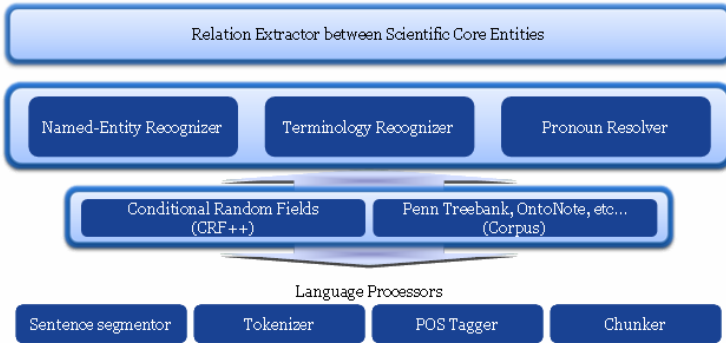 Relation Extractor between Scientific Core Entities
Named-Entity Recognizer
Terminology Recognizer
Pronoun Resolver
Conditional Random Fields
(CRF++)
Penn Treebank, OntoNote, etc...
(Corpus)
Language Processors
Sentence segmentor
Tokenizer
POS Tagger
Chunker